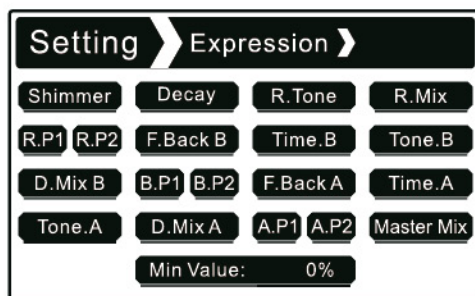 Setting Expression
Shimmer Decay R.Tone R.Mix
R.P1 R.P2 F.Back B Time.B Tone.B
D.Mix B B.P1 B.P2 F.Back A Time.A
Tone.A D.Mix A A.P1 A.P2 Master Mix
Min Value: 0%